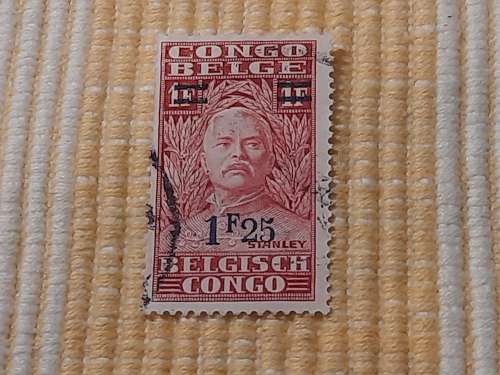 CONGO
BELGE
1F 1F
1F25
STANLEY
BELGISCH
CONGO